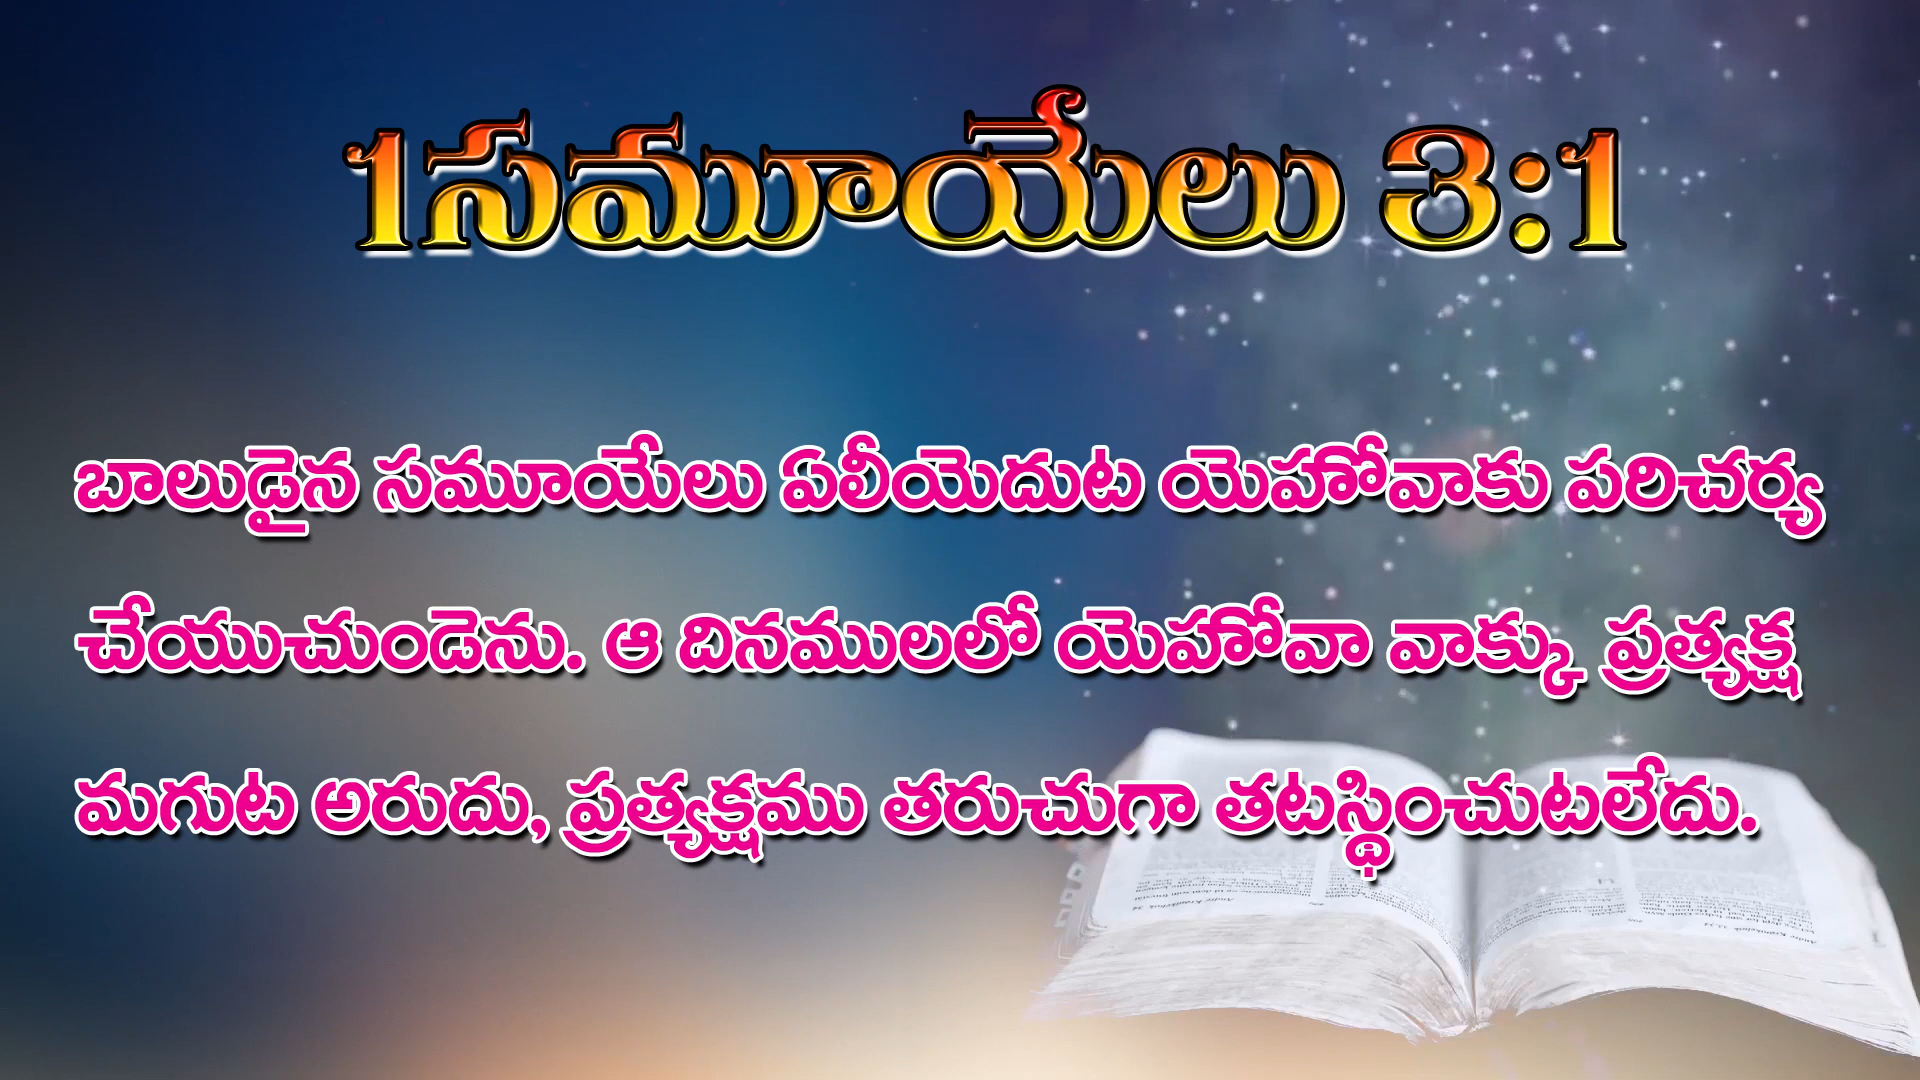 1సమూయేలు 3:1
బాలుడైన సమూయేలు ఏలీయెదుట యెహోవాకు పరిచర్య
చేయుచుండెను. ఆ దినములలో యెహోవా వాక్కు ప్రత్యక్ష
మగుట అరుదు, ప్రత్యక్షము తరుచుగా తటస్థించుటలేదు.